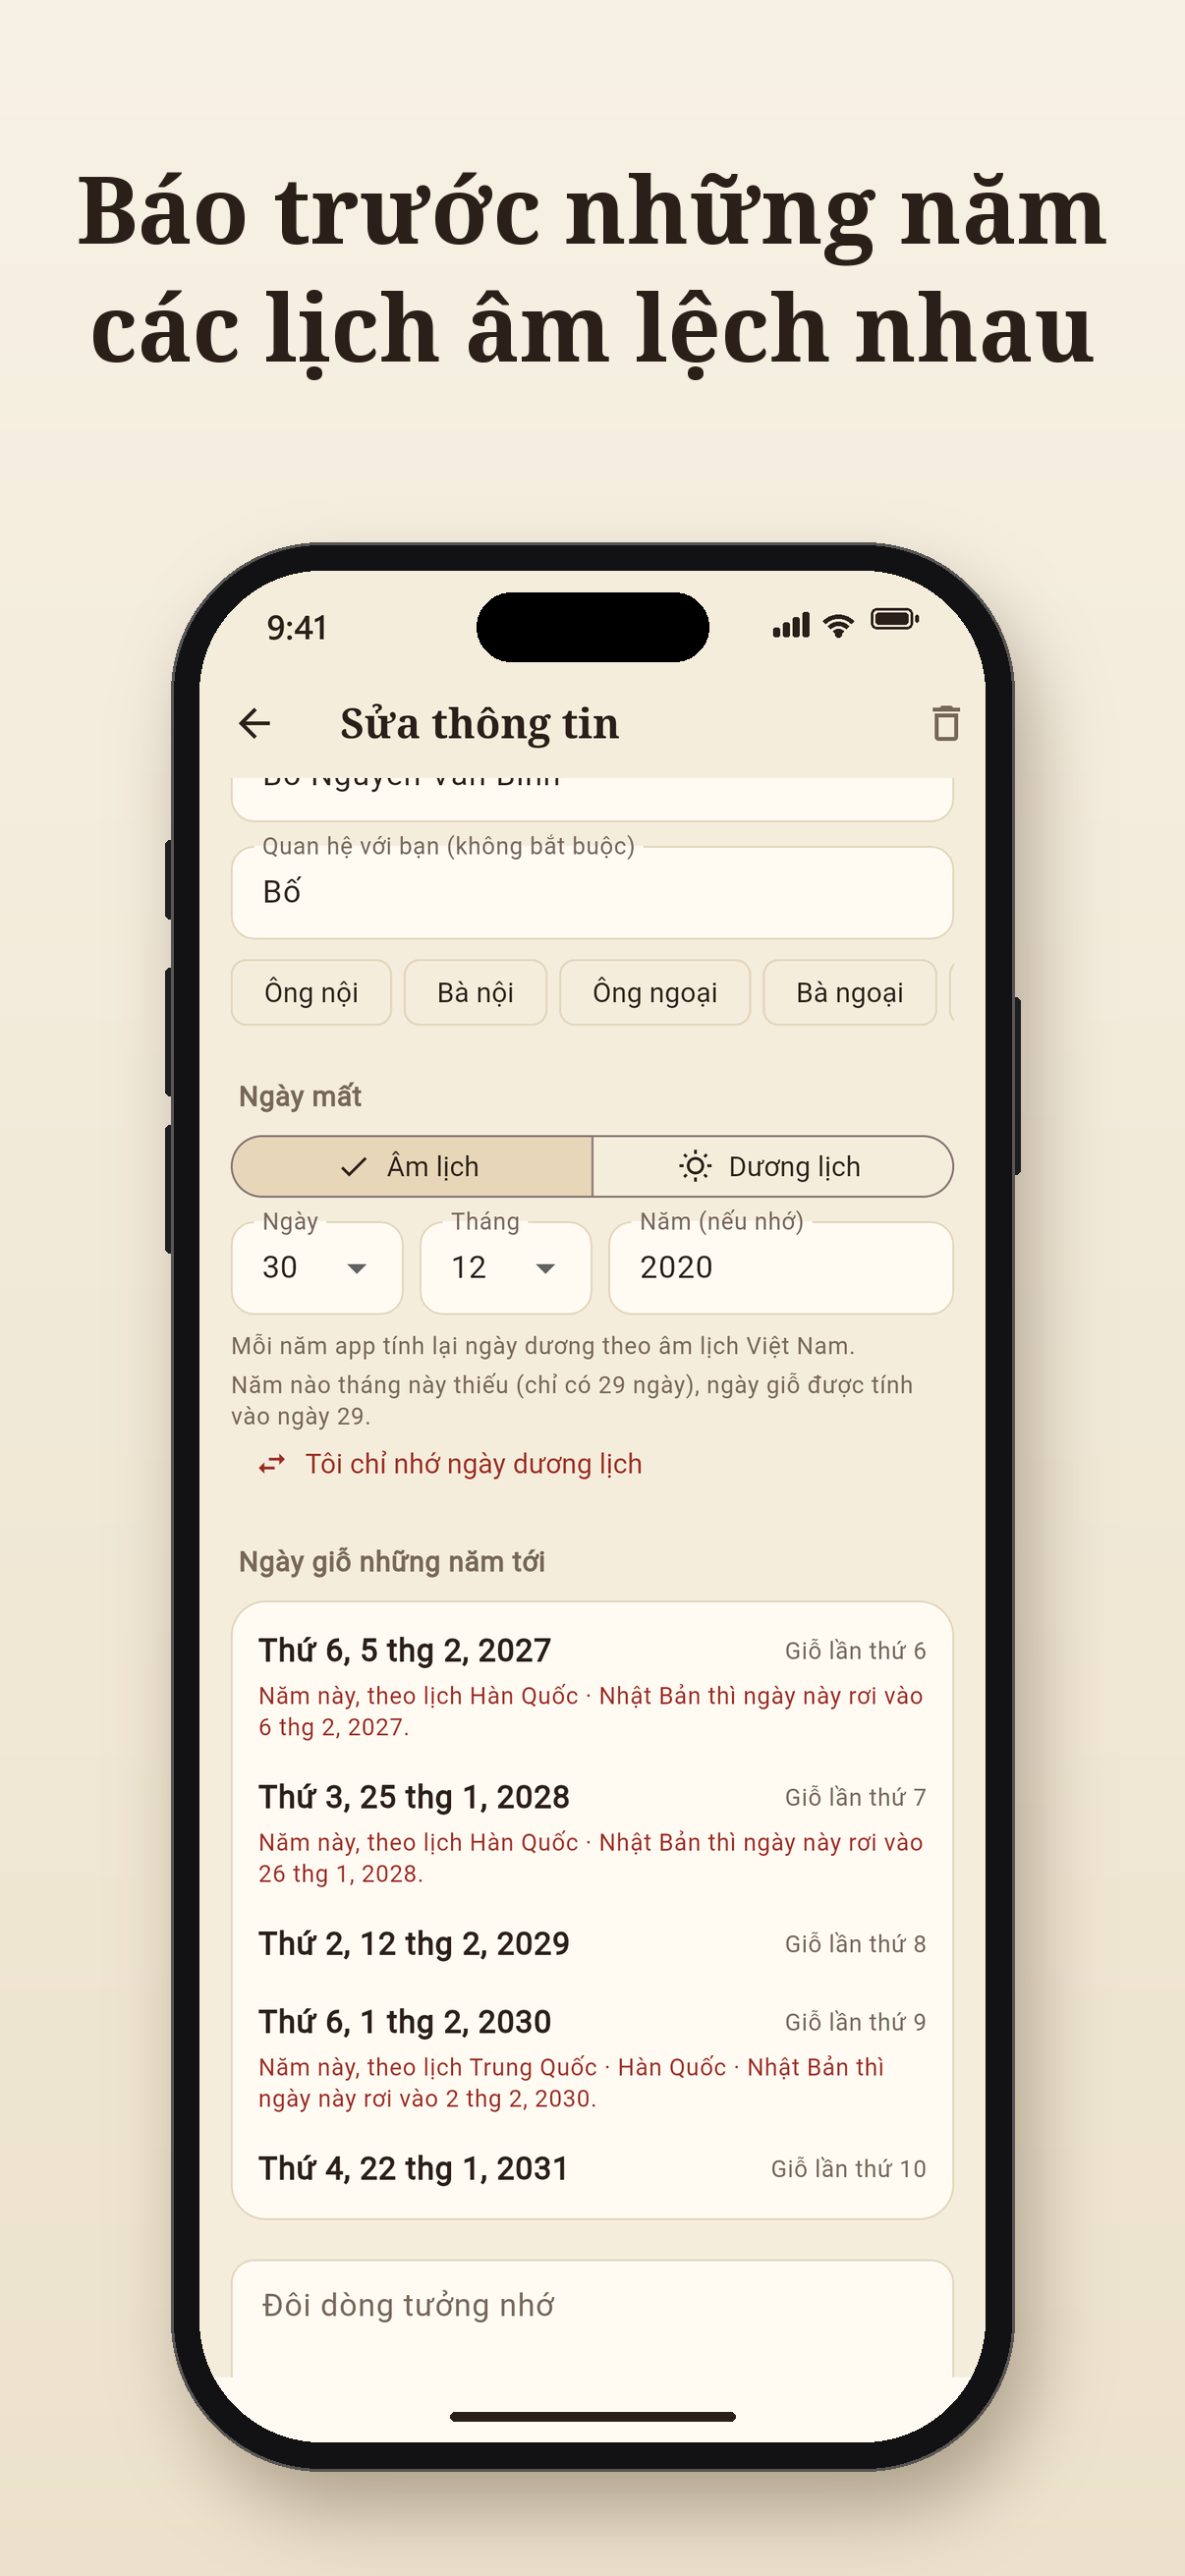 Báo trước những năm
các lịch âm lệch nhau
9:41
Sửa thông tin
Quan hệ với bạn (không bắt buộc)
Bố
Ông nội
Bà nội
Ông ngoại
Bà ngoại
Ngày mất
Âm lịch
Dương lịch
Ngày
Tháng
Năm (nếu nhớ)
30
12
2020
Mỗi năm app tính lại ngày dương theo âm lịch Việt Nam.
Năm nào tháng này thiếu (chỉ có 29 ngày), ngày giỗ được tính
vào ngày 29.
Tôi chỉ nhớ ngày dương lịch
Ngày giỗ những năm tới
Thứ 6, 5 thg 2, 2027
Giỗ lần thứ 6
Năm này, theo lịch Hàn Quốc · Nhật Bản thì ngày này rơi vào
6 thg 2, 2027.
Thứ 3, 25 thg 1, 2028
Giỗ lần thứ 7
Năm này, theo lịch Hàn Quốc · Nhật Bản thì ngày này rơi vào
26 thg 1, 2028.
Thứ 2, 12 thg 2, 2029
Giỗ lần thứ 8
Thứ 6, 1 thg 2, 2030
Giỗ lần thứ 9
Năm này, theo lịch Trung Quốc · Hàn Quốc · Nhật Bản thì
ngày này rơi vào 2 thg 2, 2030.
Thứ 4, 22 thg 1, 2031
Giỗ lần thứ 10
Đôi dòng tưởng nhớ